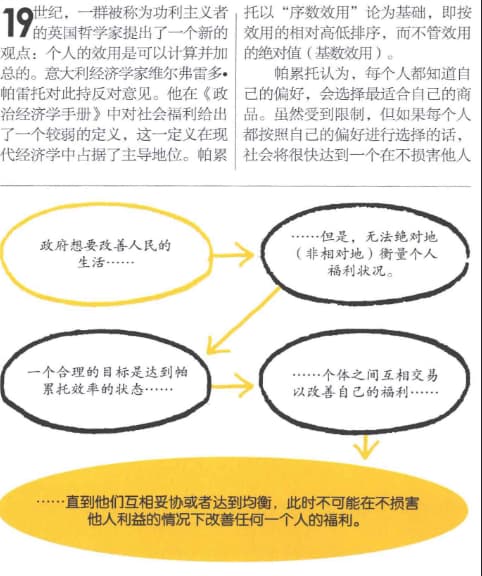 19世纪，一群被称为功利主义者
的英国哲学家提出了一个新的
观点：个人的效用是可以计算并加
总的。意大利经济学家维尔弗雷多•
帕雷托对此持反对意见。他在《政
治经济学手册》中对社会福利给出
了一个较弱的定义，这一定义在现
代经济学中占据了主导地位。帕累
托以“序数效用”论为基础，即按
效用的相对高低排序，而不管效用
的绝对值（基数效用）。
帕累托认为，每个人都知道自
己的偏好，会选择最适合自己的商
品。虽然受到限制，但如果每个人
都按照自己的偏好进行选择的话，
社会将很快达到一个在不损害他人
政府想要改善人民的
生活……
……但是，无法绝对地
（非相对地）衡量个人
福利状况。
一个合理的目标是达到帕
累托效率的状态……
……个体之间互相交易
以改善自己的福利……
……直到他们互相妥协或者达到均衡，此时不可能在不损害
他人利益的情况下改善任何一个人的福利。